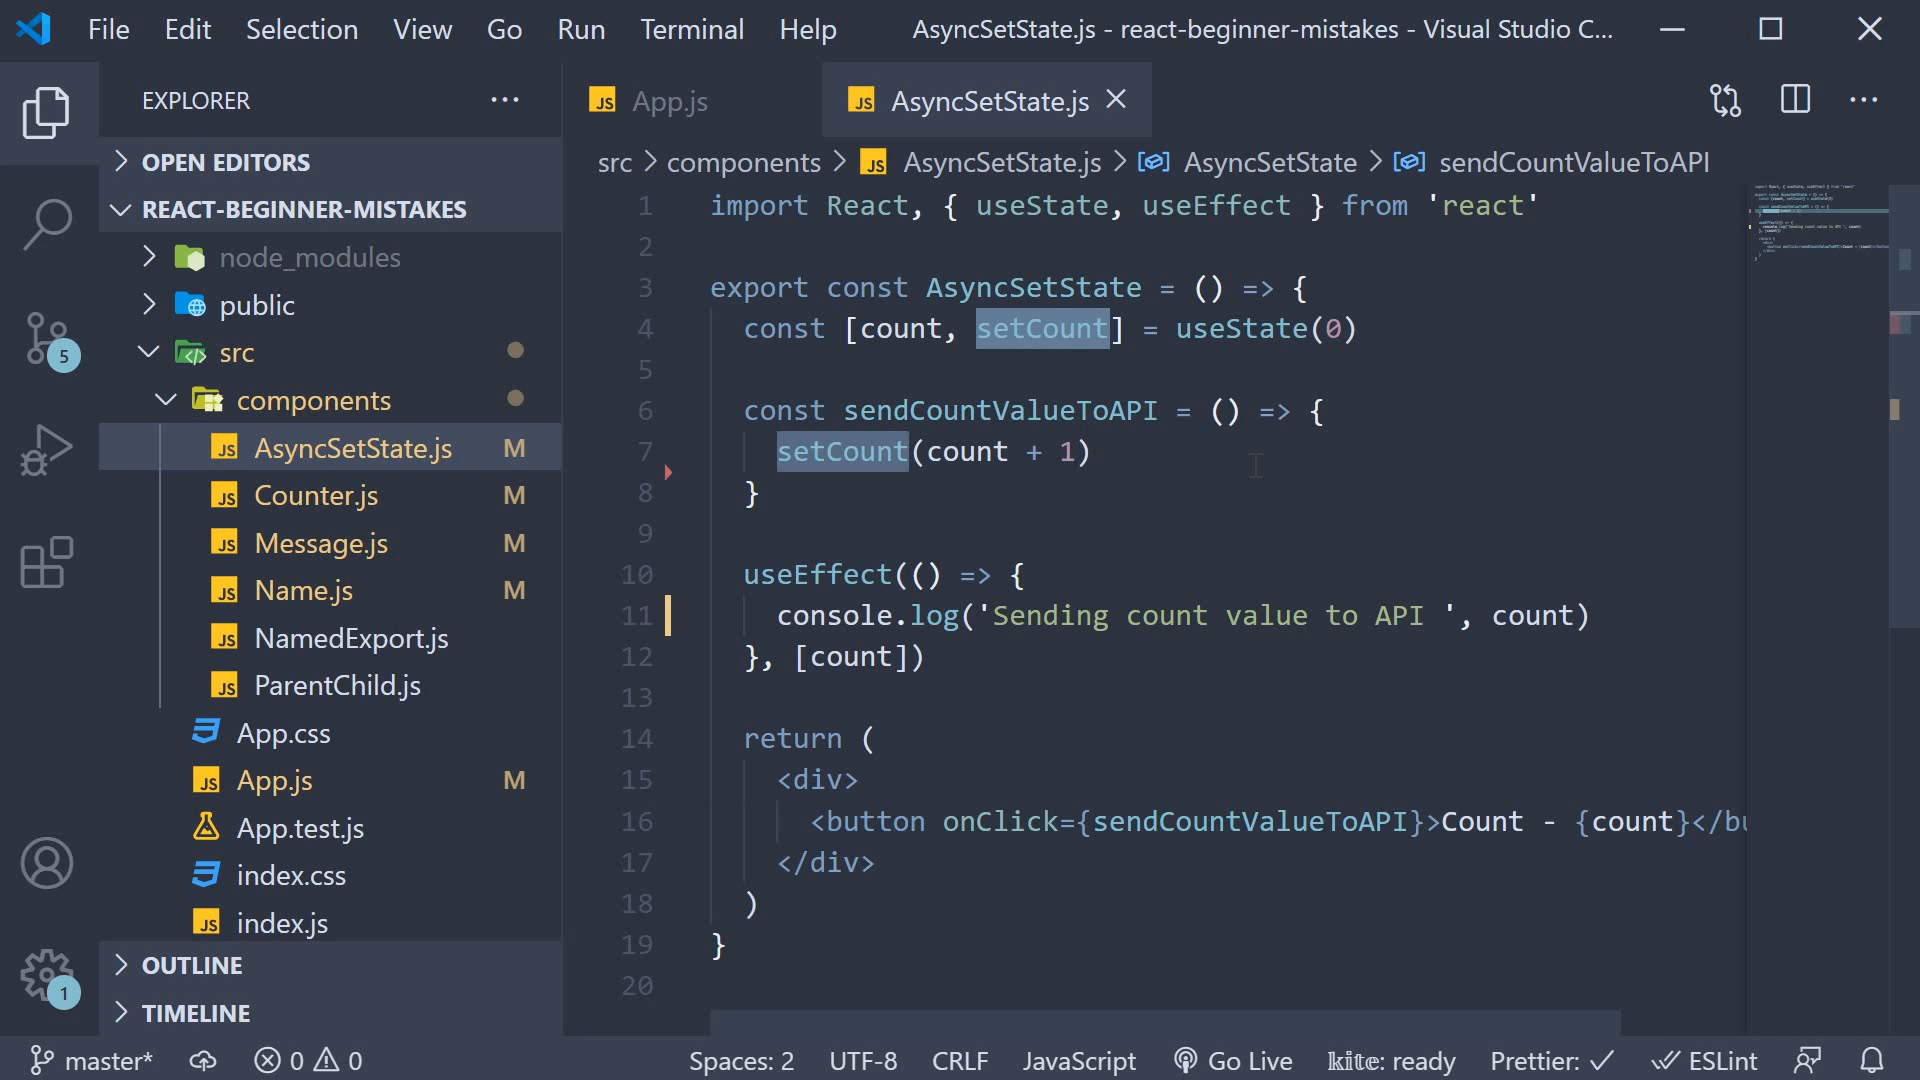 File Edit Selection View Go Run Terminal Help AsyncSetState.js - react-beginner-mistakes - Visual Studio C...
EXPLORER
OPEN EDITORS
REACT-BEGINNER-MISTAKES
node_modules
public
src
components
AsyncSetState.js M
Counter.js M
Message.js M
Name.js M
NamedExport.js
ParentChild.js
App.css
App.js M
App.test.js
index.css
index.js
OUTLINE
TIMELINE
5
1
JS App.js JS AsyncSetState.js
src > components > JS AsyncSetState.js > AsyncSetState > sendCountValueToAPI
1 import React, { useState, useEffect } from 'react'
2
3 export const AsyncSetState = () => {
4 const [count, setCount] = useState(0)
5
6 const sendCountValueToAPI = () => {
7 setCount(count + 1)
8 }
9
10 useEffect(() => {
11 console.log('Sending count value to API ', count)
12 }, [count])
13
14 return (
15 <div>
16 <button onClick={sendCountValueToAPI}>Count - {count}</bu
17 </div>
18 )
19 }
20
master* 0 0 Spaces: 2 UTF-8 CRLF JavaScript Go Live kite: ready Prettier: ✓ ESLint